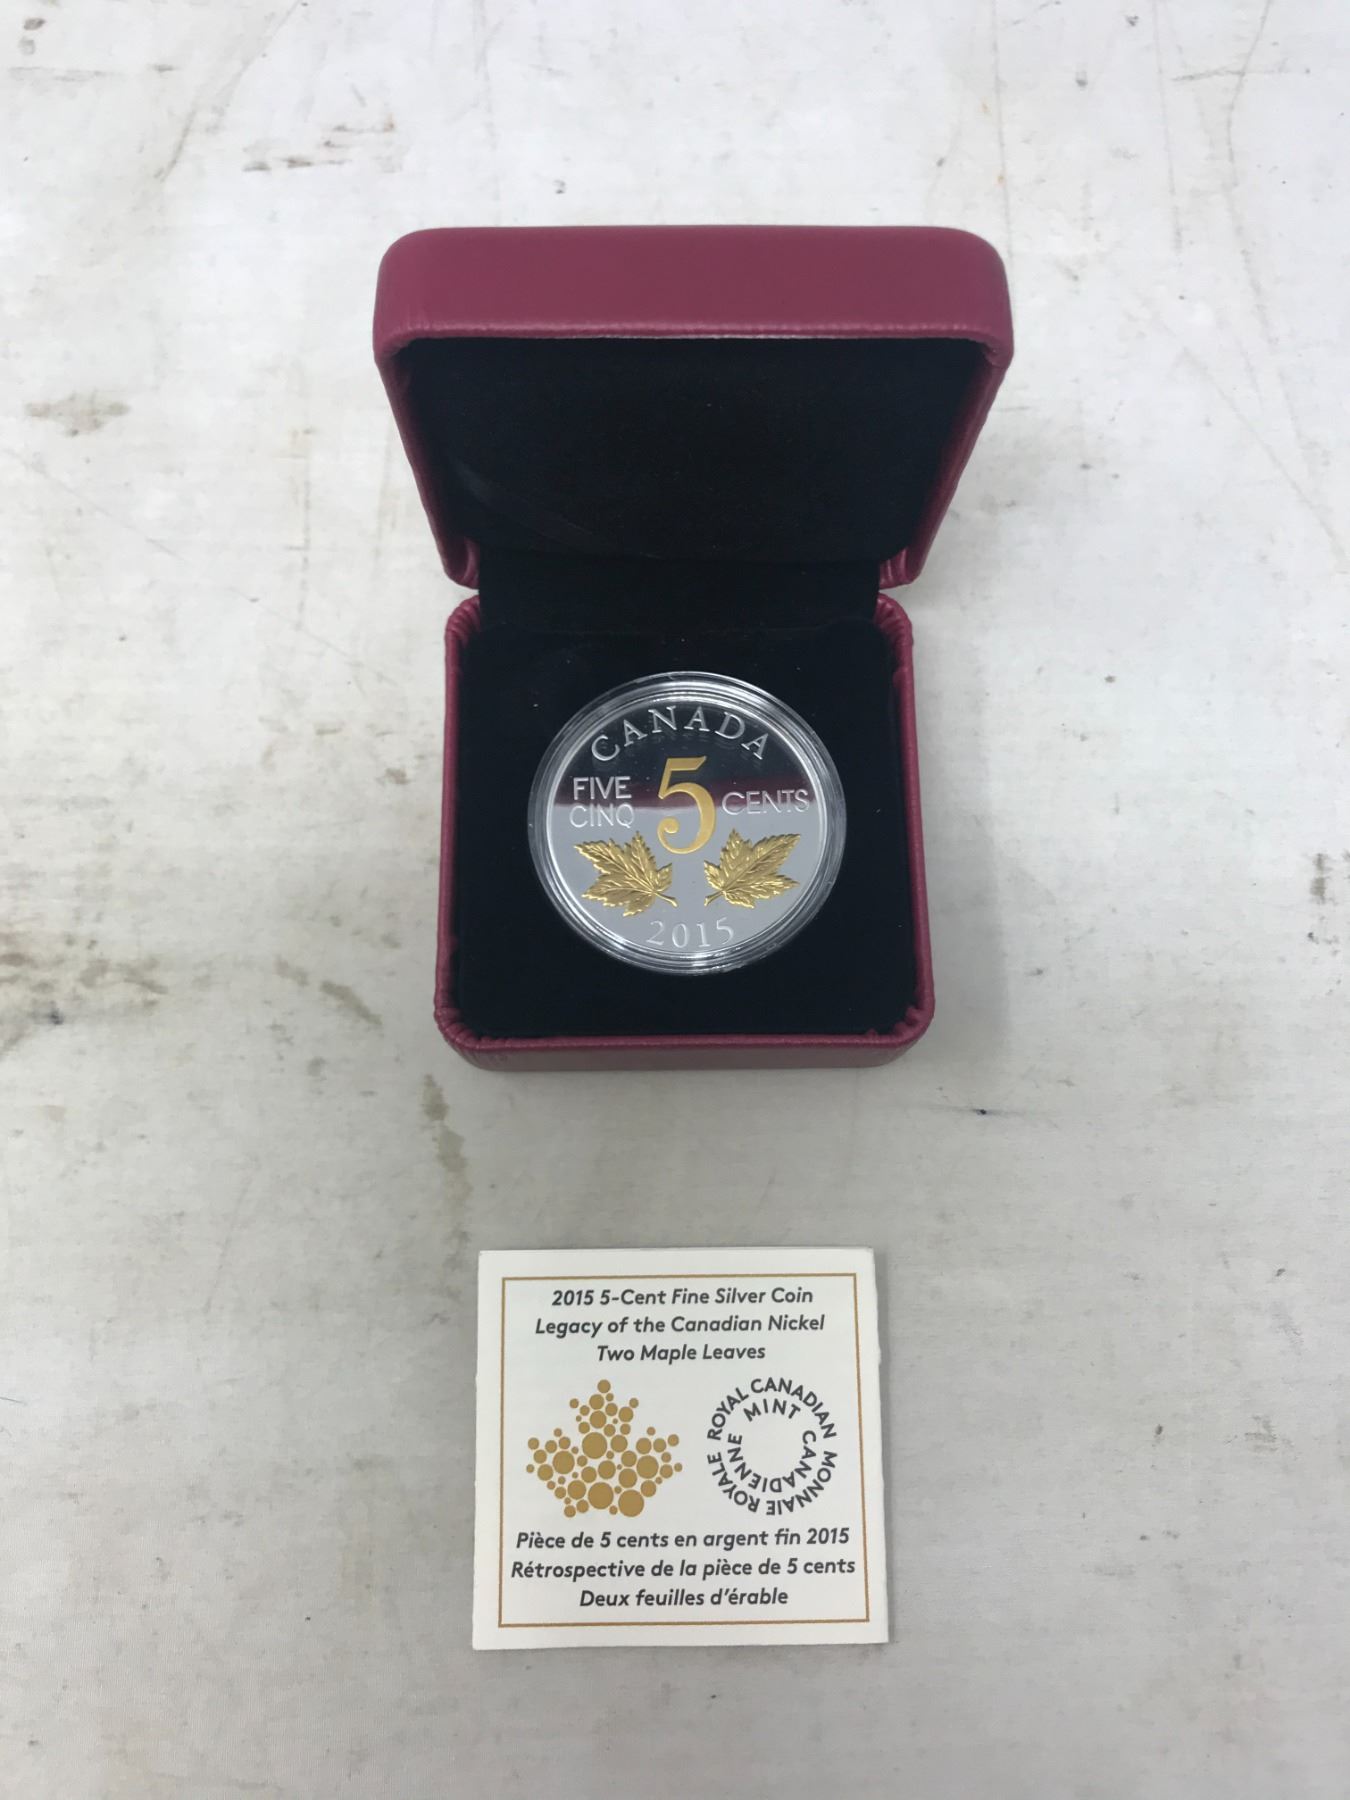 CANADA
FIVE 5 CENTS
CINQ
2015
2015 5-Cent Fine Silver Coin
Legacy of the Canadian Nickel
Two Maple Leaves
ROYAL CANADIAN MINT
MONNAIE ROYALE CANADIENNE
Pièce de 5 cents en argent fin 2015
Rétrospective de la pièce de 5 cents
Deux feuilles d'érable